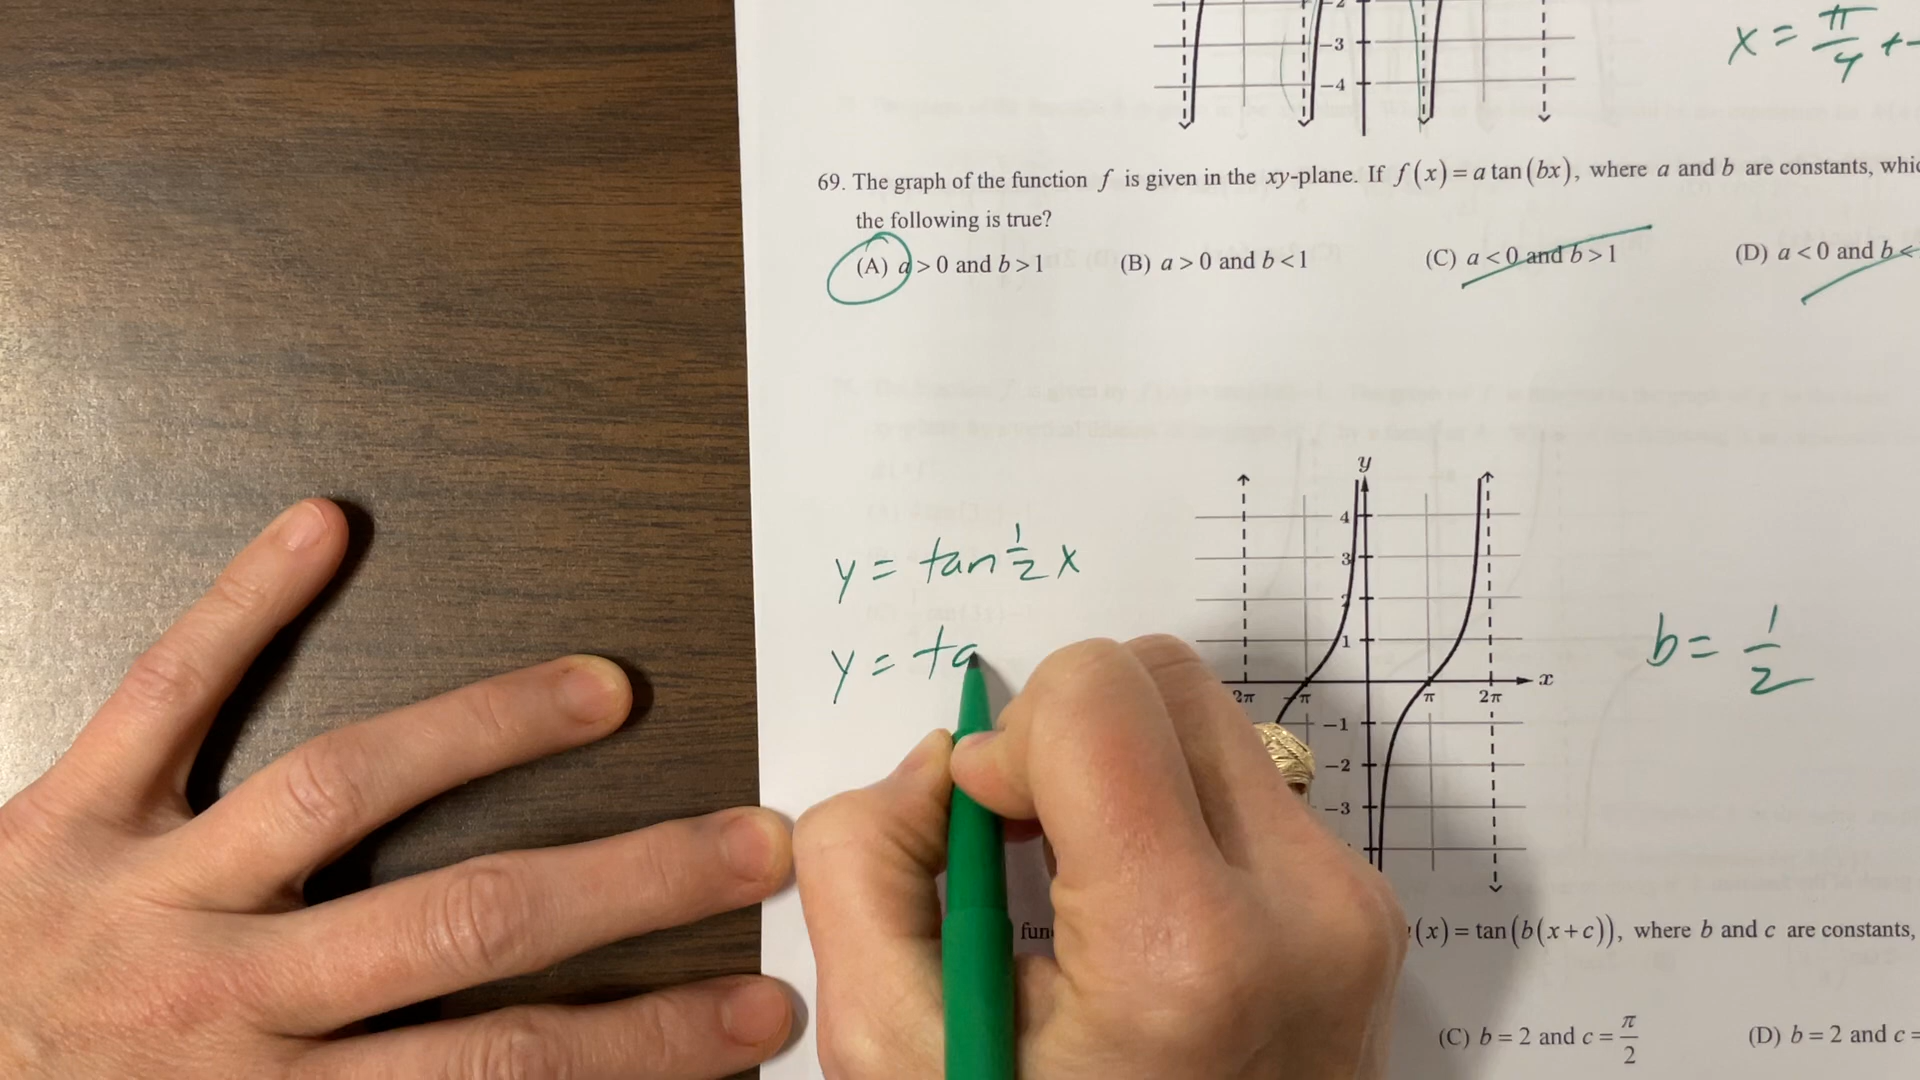 -2
-3
-4
x = π/4 +
69. The graph of the function f is given in the xy-plane. If f(x) = a tan(bx), where a and b are constants,
the following is true?
(A) a > 0 and b > 1 (B) a > 0 and b < 1 (C) a < 0 and b > 1 (D) a < 0 and b <
y
4
3
2
1
x
2π -π π 2π
-1
-2
-3
y = tan 1/2 x
y = ta
b = 1/2
(x) = tan(b(x+c)), where b and c are constants,
(C) b = 2 and c = π/2 (D) b = 2 and c =